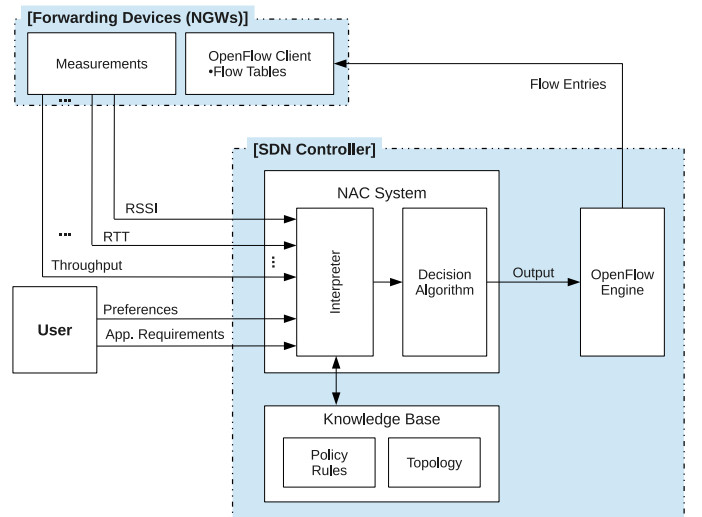 [Forwarding Devices (NGWs)]
Measurements
OpenFlow Client
•Flow Tables
...
Flow Entries
[SDN Controller]
NAC System
RSSI
...
RTT
...
Throughput
Interpreter
Decision
Algorithm
Output
OpenFlow
Engine
User
Preferences
App. Requirements
Knowledge Base
Policy
Rules
Topology